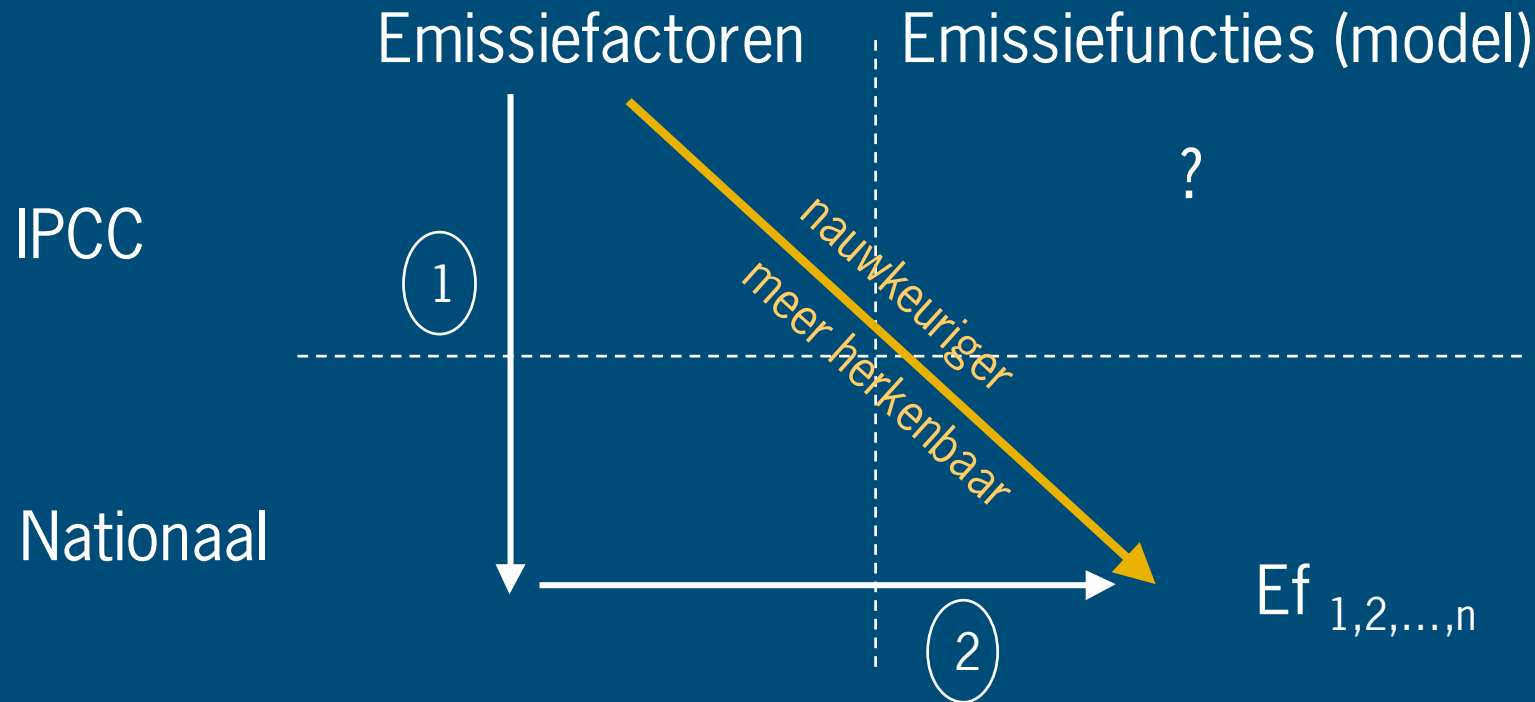 Emissiefactoren
Emissiefuncties (model)
?
IPCC
1
nauwkeuriger
meer herkenbaar
Nationaal
Ef 1,2,...,n
2